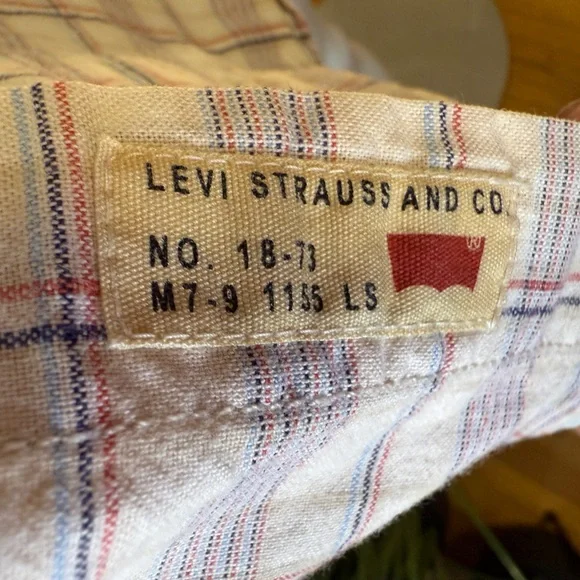 LEVI STRAUSS AND CO.
NO. 18-73
M7-9 1155 LS
®